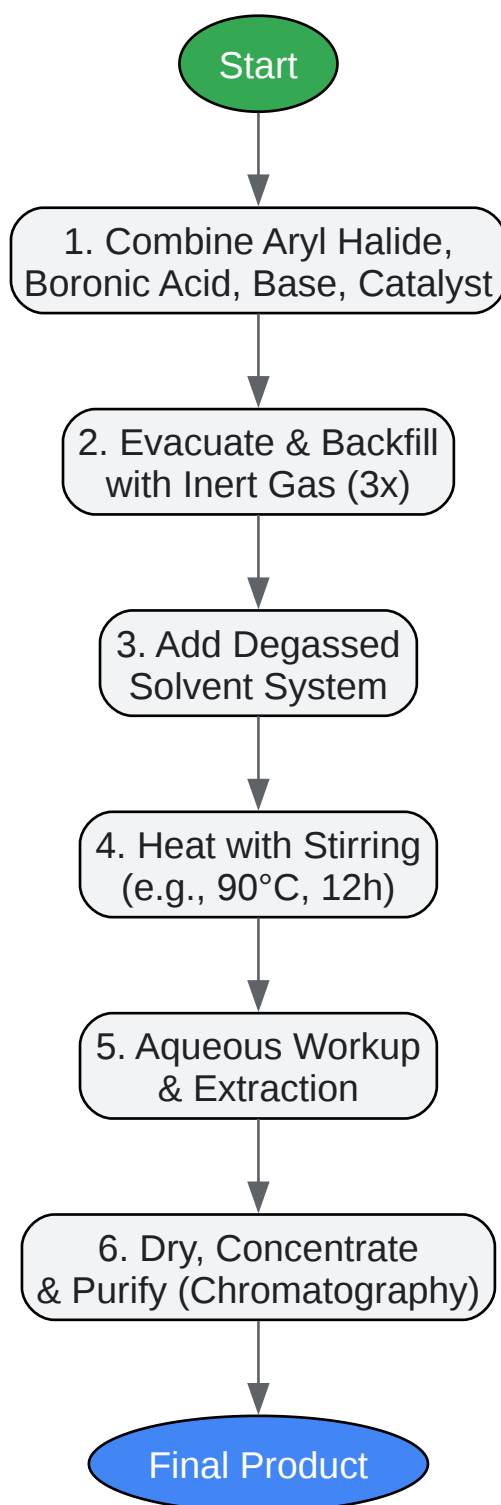 Start
1. Combine Aryl Halide,
Boronic Acid, Base, Catalyst
2. Evacuate & Backfill
with Inert Gas (3x)
3. Add Degassed
Solvent System
4. Heat with Stirring
(e.g., 90°C, 12h)
5. Aqueous Workup
& Extraction
6. Dry, Concentrate
& Purify (Chromatography)
Final Product